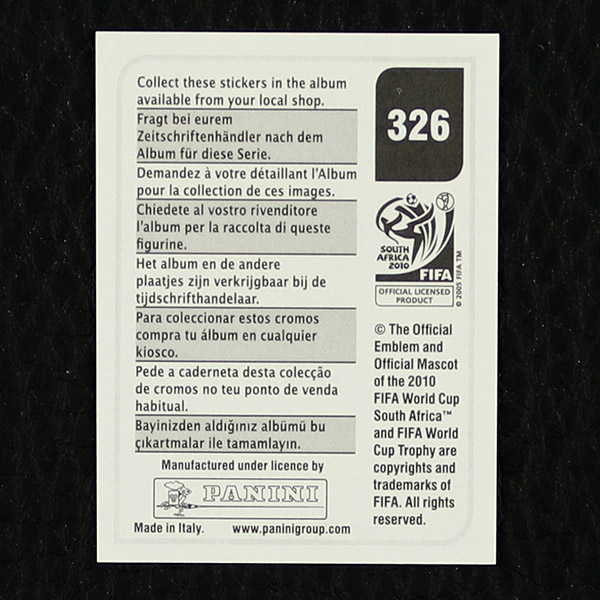 Collect these stickers in the album
available from your local shop.
Fragt bei eurem
Zeitschriftenhändler nach dem
Album für diese Serie.
Demandez à votre détaillant l'Album
pour la collection de ces images.
Chiedete al vostro rivenditore
l'album per la raccolta di queste
figurine.
Het album en de andere
plaatjes zijn verkrijgbaar bij de
tijdschrifthandelaar.
Para coleccionar estos cromos
compra tu álbum en cualquier
kiosco.
Pede a caderneta desta colecção
de cromos no teu ponto de venda
habitual.
Bayinizden aldığınız albümü bu
çıkartmalar ile tamamlayın.
Manufactured under licence by
PANINI
Made in Italy. www.paninigroup.com
326
SOUTH
AFRICA
2010
FIFA
© 2005 FIFA TM
OFFICIAL LICENSED
PRODUCT
© The Official
Emblem and
Official Mascot
of the 2010
FIFA World Cup
South Africa™
and FIFA World
Cup Trophy are
copyrights and
trademarks of
FIFA. All rights
reserved.